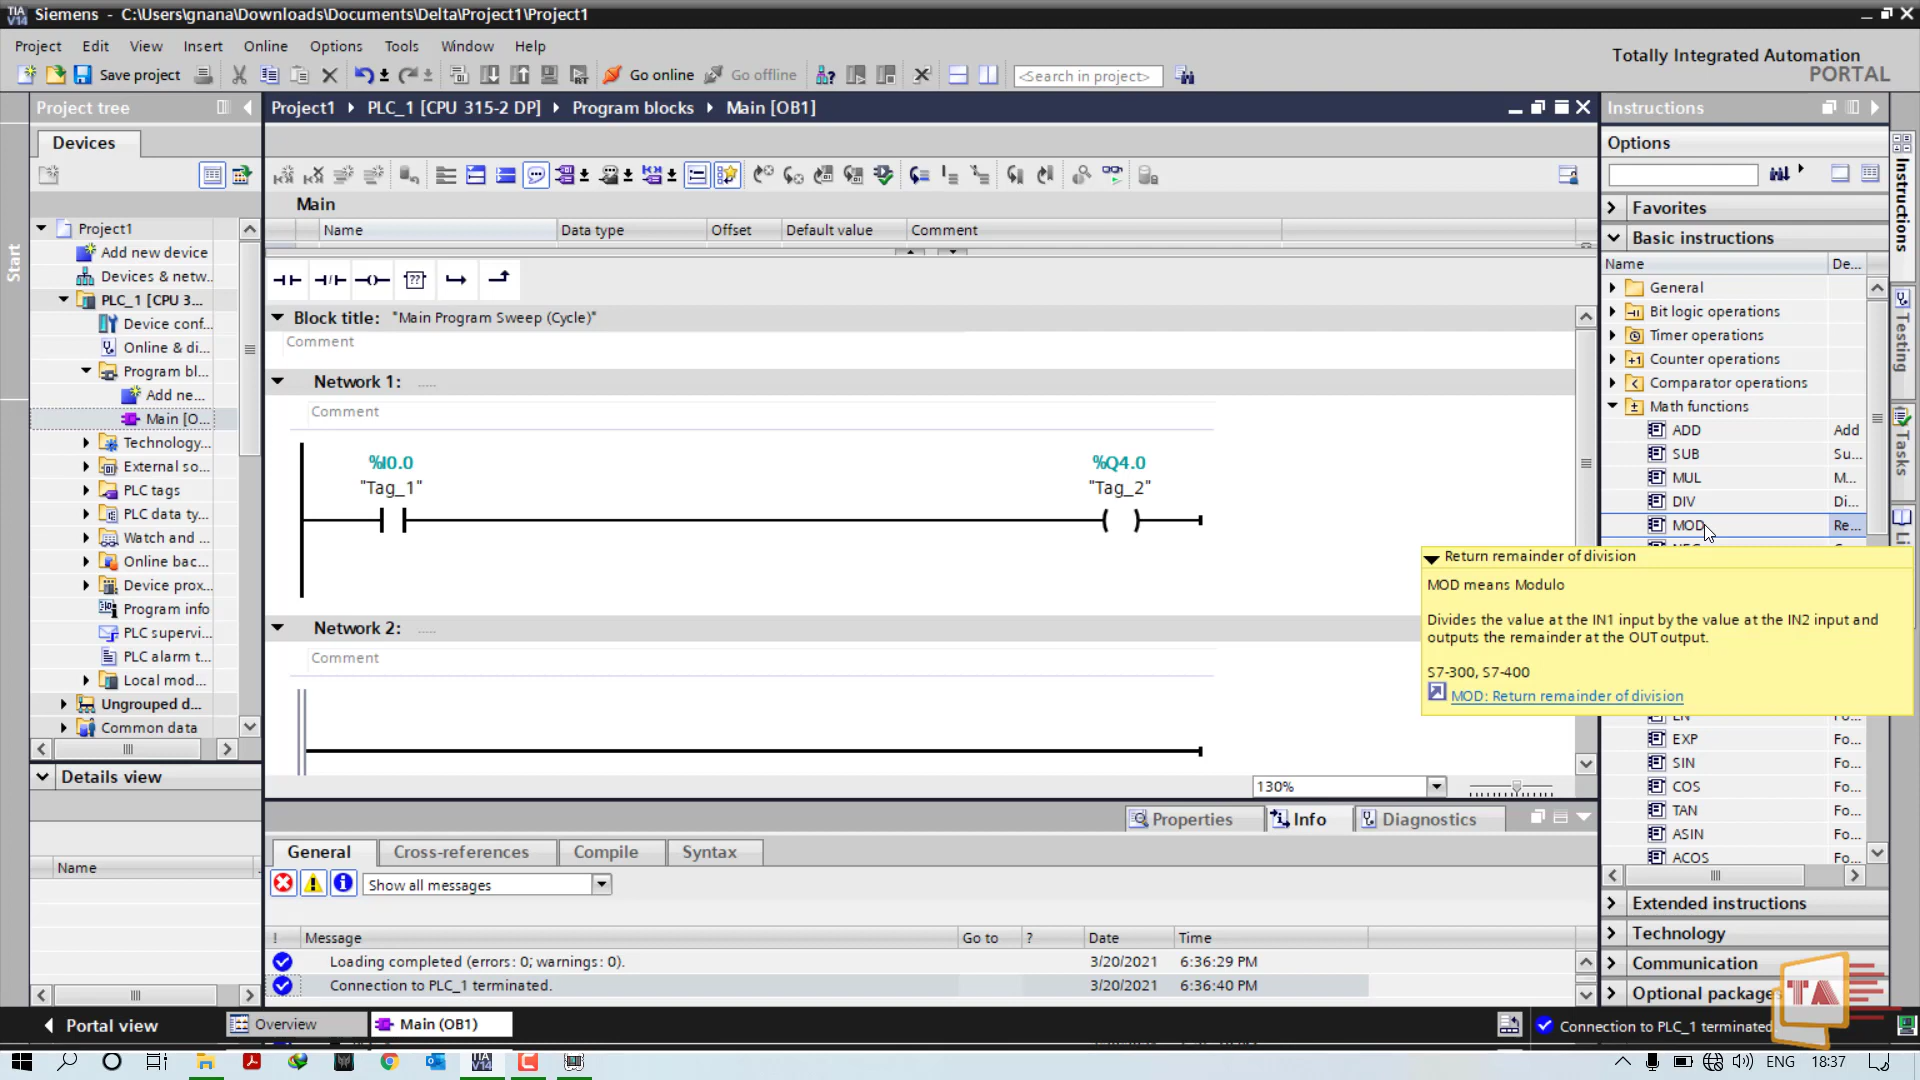 TIA V14 Siemens - C:\Users\gnana\Downloads\Documents\Delta\Project1\Project1
Project Edit View Insert Online Options Tools Window Help
Totally Integrated Automation
PORTAL
Save project Go online Go offline <Search in project>
Project tree
Project1 PLC_1 [CPU 315-2 DP] Program blocks Main [OB1]
Instructions
Devices
Options
Main
Name Data type Offset Default value Comment
Start
Project1
Add new device
Devices & netw...
PLC_1 [CPU 3...
Device conf...
Online & di...
Program bl...
Add ne...
Main [O...
Technology...
External so...
PLC tags
PLC data ty...
Watch and ...
Online bac...
Device prox...
Program info
PLC supervi...
PLC alarm t...
Local mod...
Ungrouped d...
Common data
Details view
Name
??
Block title: "Main Program Sweep (Cycle)"
Comment
Network 1: .....
Comment
%I0.0
"Tag_1"
%Q4.0
"Tag_2"
Network 2: .....
Comment
130%
Favorites
Basic instructions
Name De...
General
Bit logic operations
Timer operations
Counter operations
Comparator operations
Math functions
ADD Add
SUB Su...
MUL M...
DIV Di...
MOD Re...
Return remainder of division
MOD means Modulo
Divides the value at the IN1 input by the value at the IN2 input and
outputs the remainder at the OUT output.
S7-300, S7-400
MOD: Return remainder of division
EXP Fo...
SIN Fo...
COS Fo...
TAN Fo...
ASIN Fo...
ACOS Fo...
Extended instructions
Technology
Communication
Optional packages
Instructions
Testing
Tasks
Properties Info Diagnostics
General Cross-references Compile Syntax
Show all messages
! Message Go to ? Date Time
Loading completed (errors: 0; warnings: 0). 3/20/2021 6:36:29 PM
Connection to PLC_1 terminated. 3/20/2021 6:36:40 PM
Portal view Overview Main (OB1) Connection to PLC_1 terminated
TA
TIA V14 ENG 18:37